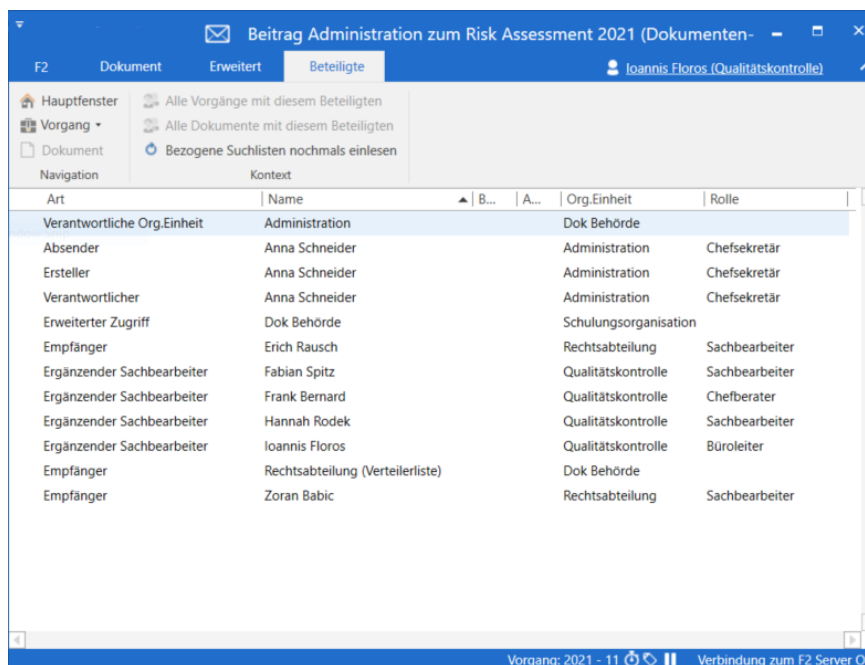 Beitrag Administration zum Risk Assessment 2021 (Dokumenten-
F2 Dokument Erweitert Beteiligte Ioannis Floros (Qualitätskontrolle)
Hauptfenster Alle Vorgänge mit diesem Beteiligten
Vorgang Alle Dokumente mit diesem Beteiligten
Dokument Bezogene Suchlisten nochmals einlesen
Navigation Kontext
Art Name B... A... Org.Einheit Rolle
Verantwortliche Org.Einheit Administration Dok Behörde
Absender Anna Schneider Administration Chefsekretär
Ersteller Anna Schneider Administration Chefsekretär
Verantwortlicher Anna Schneider Administration Chefsekretär
Erweiterter Zugriff Dok Behörde Schulungsorganisation
Empfänger Erich Rausch Rechtsabteilung Sachbearbeiter
Ergänzender Sachbearbeiter Fabian Spitz Qualitätskontrolle Sachbearbeiter
Ergänzender Sachbearbeiter Frank Bernard Qualitätskontrolle Chefberater
Ergänzender Sachbearbeiter Hannah Rodek Qualitätskontrolle Sachbearbeiter
Ergänzender Sachbearbeiter Ioannis Floros Qualitätskontrolle Büroleiter
Empfänger Rechtsabteilung (Verteilerliste) Dok Behörde
Empfänger Zoran Babic Rechtsabteilung Sachbearbeiter
Vorgang: 2021 - 11 Verbindung zum F2 Server O